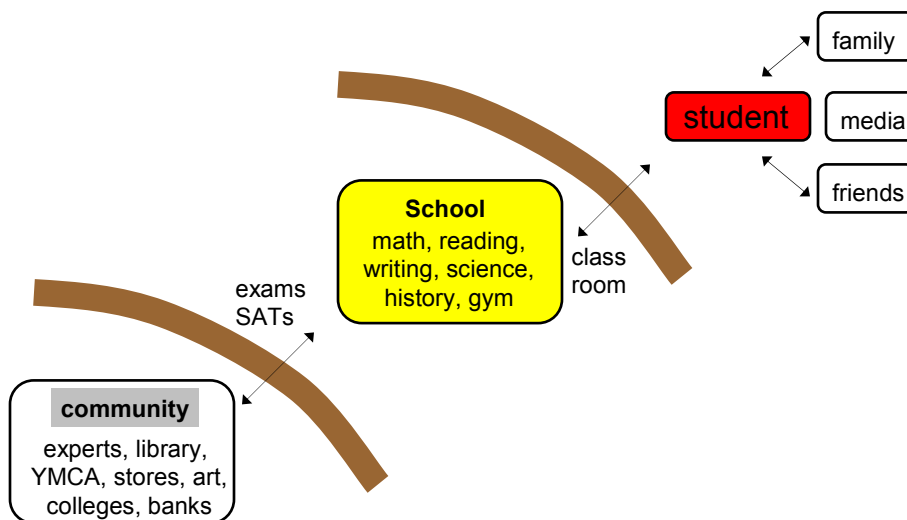 family
student
media
friends
School
math, reading,
writing, science,
history, gym
class
room
exams
SATs
community
experts, library,
YMCA, stores, art,
colleges, banks